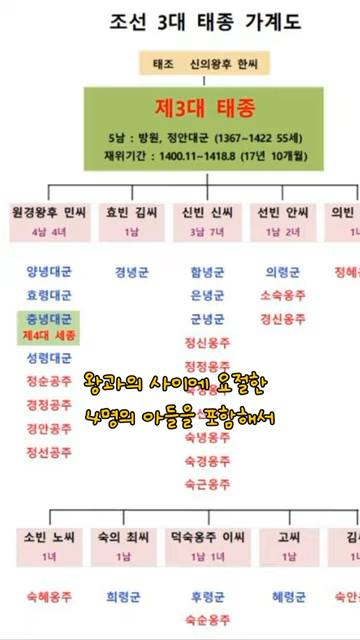 조선 3대 태종 가계도
태조 신의왕후 한씨
제3대 태종
5남 : 방원, 정안대군 (1367-1422 55세)
재위기간 : 1400.11-1418.8 (17년 10개월)
원경왕후 민씨 효빈 김씨 신빈 신씨 선빈 안씨 의빈
4남 4녀 1남 3남 7녀 1남 2녀
양녕대군 경녕군 함녕군 의령군 정혜
효령대군 은녕군 소숙옹주
충녕대군 군녕군 경신옹주
제4대 세종
성령대군 정신옹주
정순공주 정정옹주
경정공주
경안공주
정선공주
왕과의 사이에 요절한
4명의 아들을 포함해서
숙녕옹주
숙경옹주
숙근옹주
소빈 노씨 숙의 최씨 덕숙옹주 이씨 고씨
1녀 1남 1남 1녀 1남
숙혜옹주 희령군 후령군 혜령군 숙안
숙순옹주